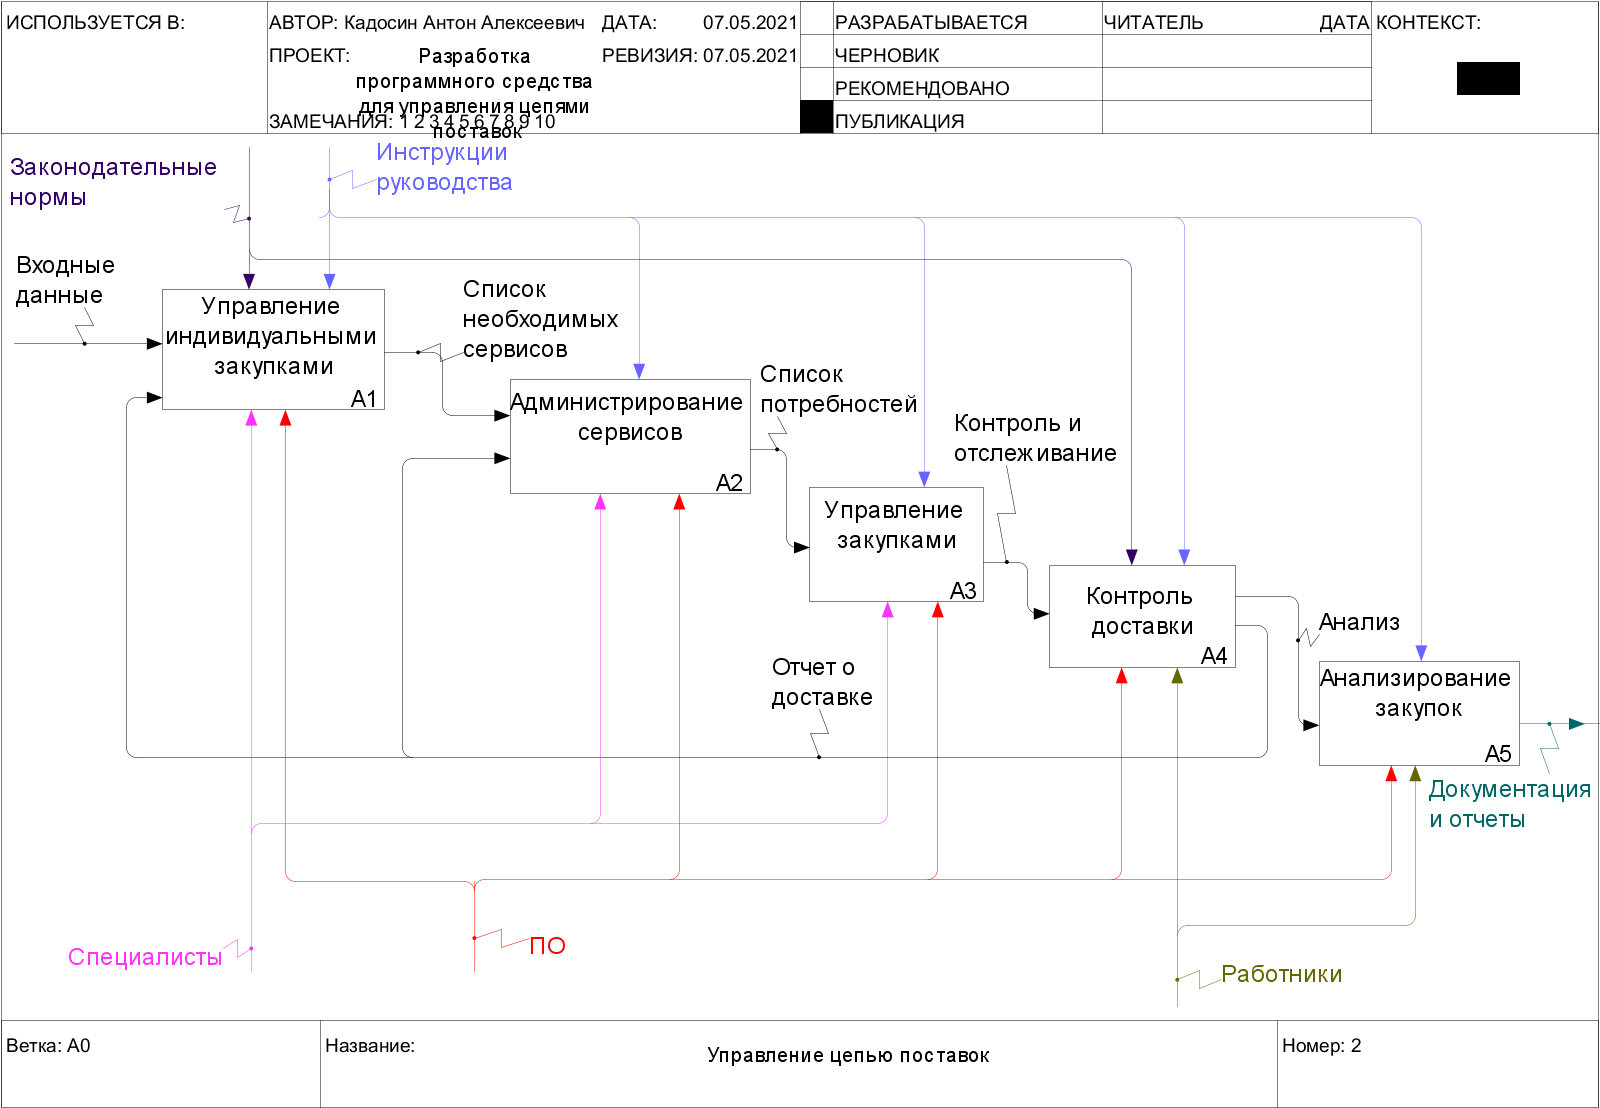 ИСПОЛЬЗУЕТСЯ В:
АВТОР: Кадосин Антон Алексеевич
ДАТА: 07.05.2021
ПРОЕКТ:
Разработка
программного средства
для управления цепями
поставок
РЕВИЗИЯ: 07.05.2021
ЗАМЕЧАНИЯ: 1 2 3 4 5 6 7 8 9 10
РАЗРАБАТЫВАЕТСЯ
ЧЕРНОВИК
РЕКОМЕНДОВАНО
ПУБЛИКАЦИЯ
ЧИТАТЕЛЬ
ДАТА
КОНТЕКСТ:
Законодательные
нормы
Инструкции
руководства
Входные
данные
Управление
индивидуальными
закупками
A1
Список
необходимых
сервисов
Администрирование
сервисов
A2
Список
потребностей
Управление
закупками
A3
Контроль и
отслеживание
Контроль
доставки
A4
Анализ
Анализирование
закупок
A5
Отчет о
доставке
Документация
и отчеты
Специалисты
ПО
Работники
Ветка: A0
Название:
Управление цепью поставок
Номер: 2